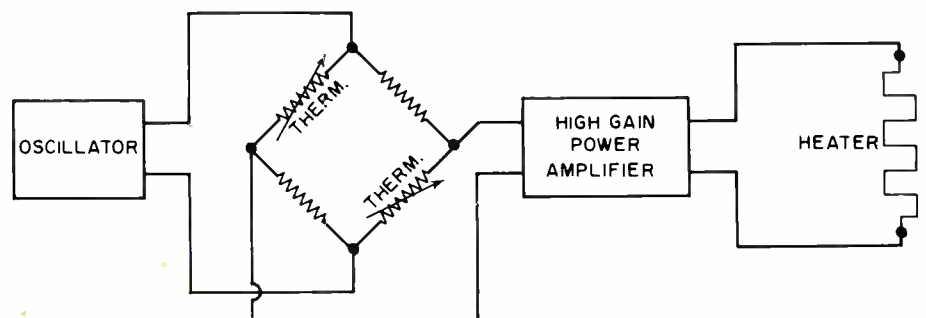 OSCILLATOR
THERM.
THERM.
HIGH GAIN
POWER
AMPLIFIER
HEATER